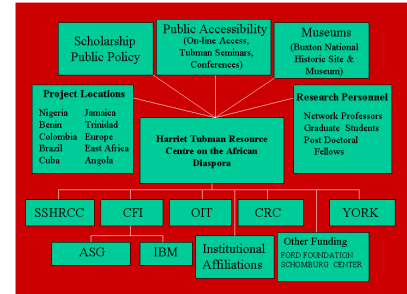 Scholarship
Public Policy
Public Accessibility
(On-line Access,
Tubman Seminars,
Conferences)
Museums
(Buxton National
Historic Site &
Museum)
Project Locations
Nigeria Jamaica
Benin Trinidad
Colombia Europe
Brazil East Africa
Cuba Angola
Harriet Tubman Resource
Centre on the African
Diaspora
Research Personnel
Network Professors
Graduate Students
Post Doctoral
Fellows
SSHRCC
CFI
OIT
CRC
YORK
ASG
IBM
Institutional
Affiliations
Other Funding
FORD FOUNDATION
SCHOMBURG CENTER